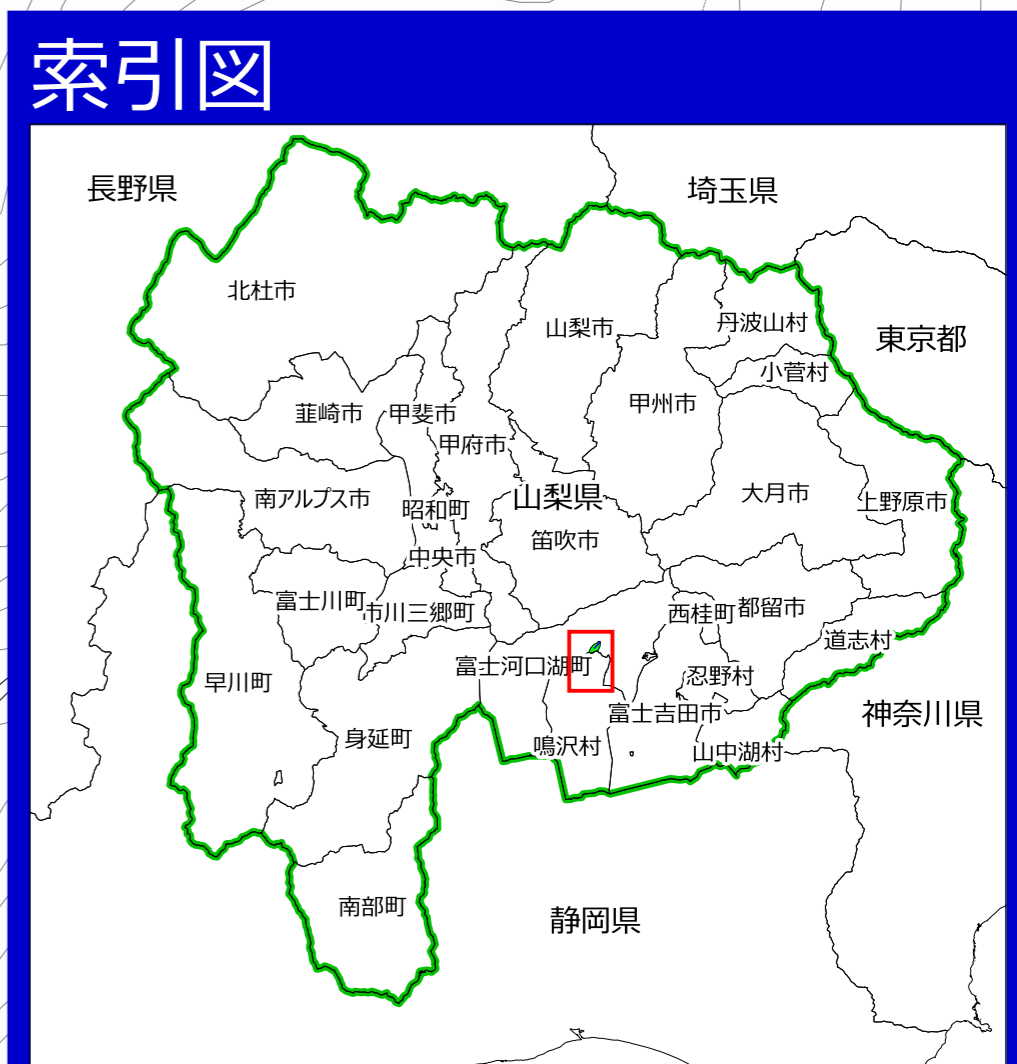 索引図
長野県
埼玉県
北杜市
山梨市
丹波山村
東京都
小菅村
韮崎市
甲斐市
甲州市
甲府市
南アルプス市
昭和町
山梨県
大月市
上野原市
笛吹市
中央市
富士川町
市川三郷町
西桂町
都留市
道志村
早川町
富士河口湖町
忍野村
富士吉田市
神奈川県
身延町
鳴沢村
山中湖村
南部町
静岡県